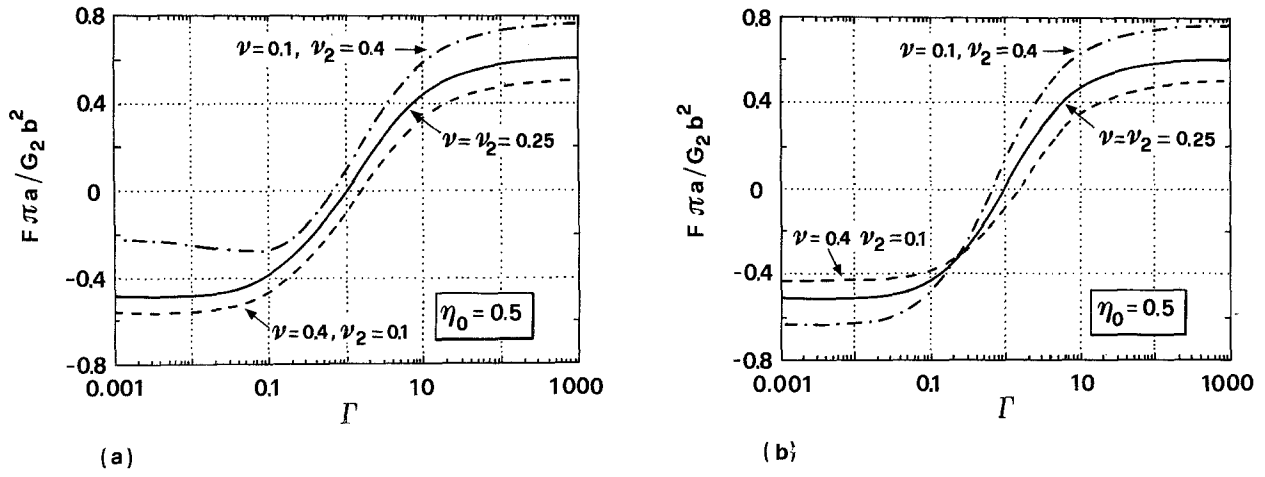 0.8
0.4
0
−0.4
−0.8
F π a / G₂ b²
ν = 0.1, ν₂ = 0.4
ν = ν₂ = 0.25
η₀ = 0.5
ν = 0.4, ν₂ = 0.1
0.001 0.1 10 1000
Γ
(a)
0.8
0.4
0
−0.4
−0.8
F π a / G₂ b²
ν = 0.1, ν₂ = 0.4
ν = ν₂ = 0.25
ν = 0.4 ν₂ = 0.1
η₀ = 0.5
0.001 0.1 10 1000
Γ
(b)